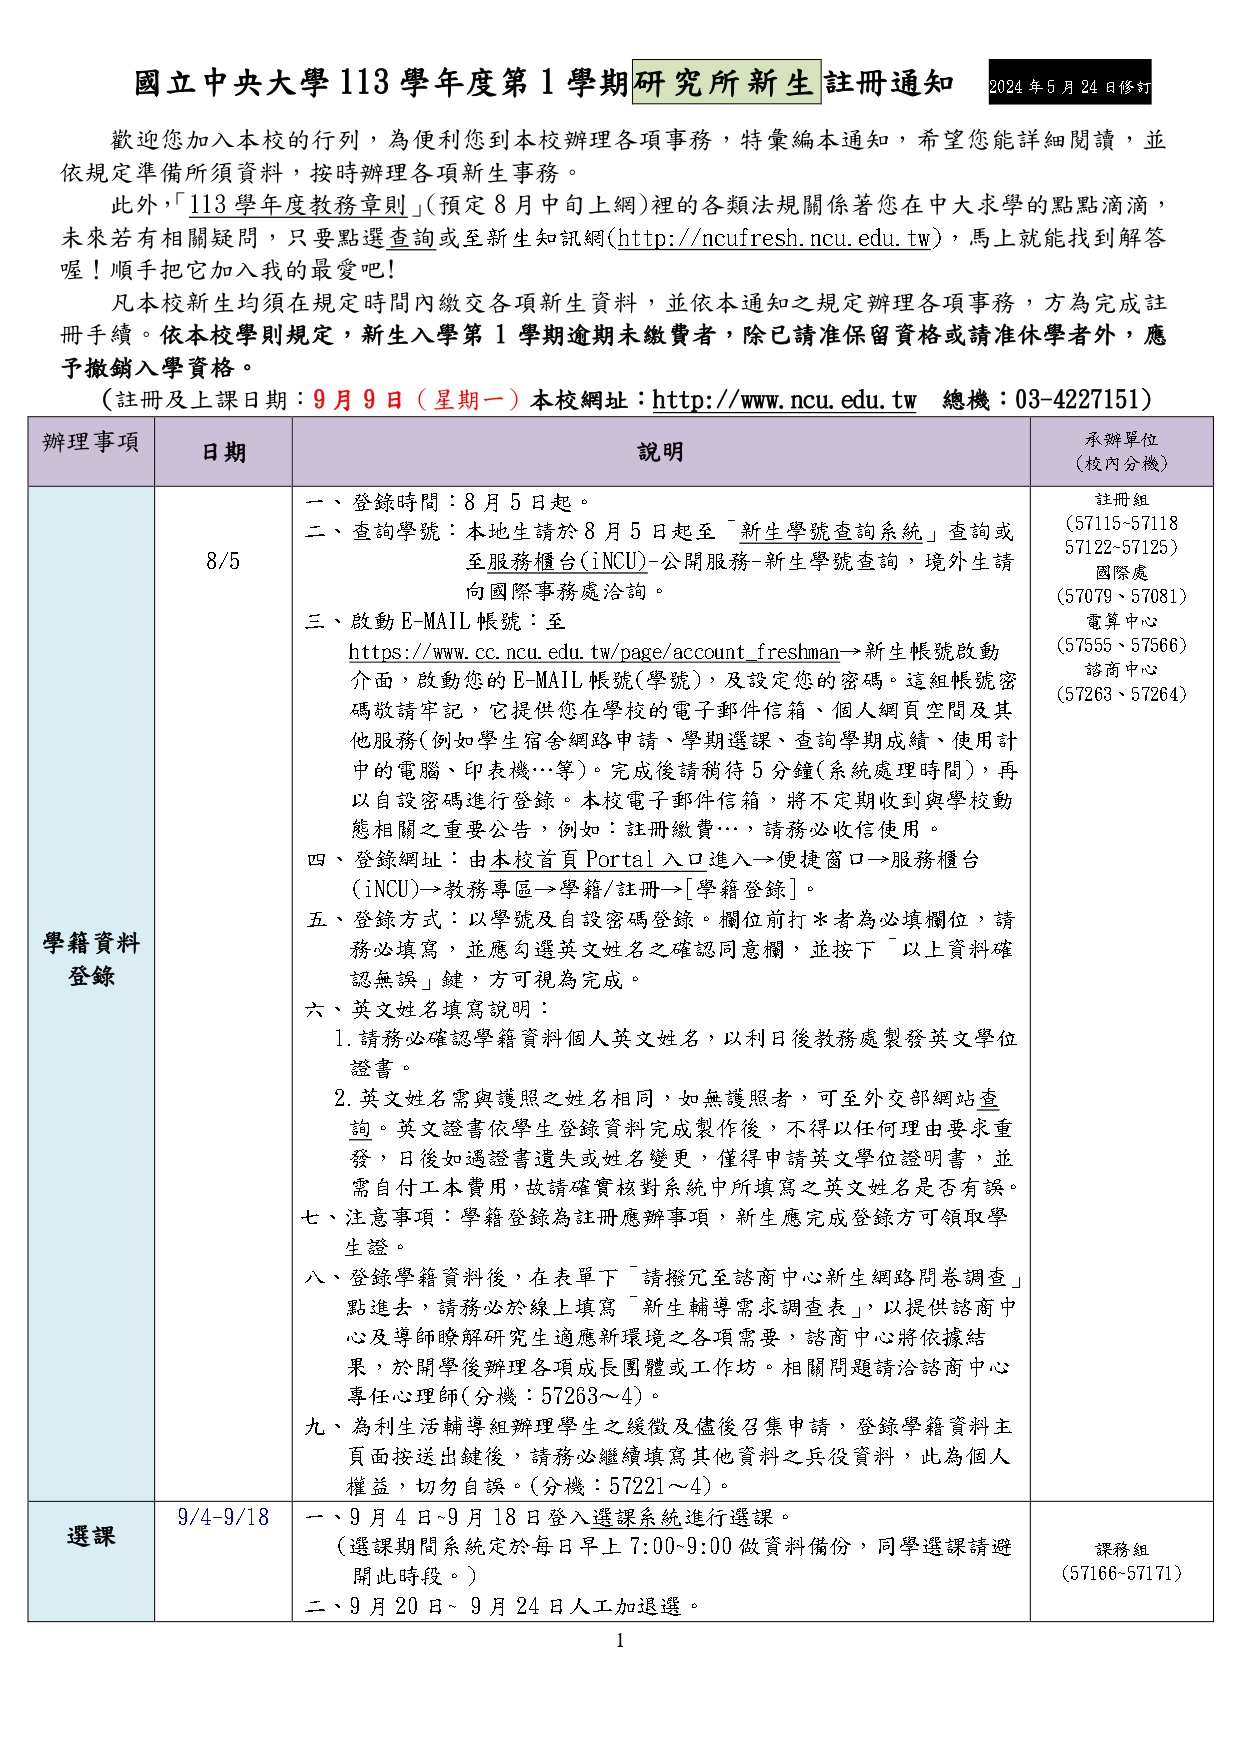 國立中央大學 113 學年度第 1 學期研究所新生註冊通知 2024 年 5 月 24 日修訂
歡迎您加入本校的行列，為便利您到本校辦理各項事務，特彙編本通知，希望您能詳細閱讀，並
依規定準備所須資料，按時辦理各項新生事務。
此外，「113 學年度教務章則」(預定 8 月中旬上網)裡的各類法規關係著您在中大求學的點點滴滴，
未來若有相關疑問，只要點選查詢或至新生知訊網(http://ncufresh.ncu.edu.tw)，馬上就能找到解答
喔！順手把它加入我的最愛吧!
凡本校新生均須在規定時間內繳交各項新生資料，並依本通知之規定辦理各項事務，方為完成註
冊手續。依本校學則規定，新生入學第 1 學期逾期未繳費者，除已請准保留資格或請准休學者外，應
予撤銷入學資格。
(註冊及上課日期：9 月 9 日（星期一）本校網址：http://www.ncu.edu.tw 總機：03-4227151)
辦理事項
日期
說明
承辦單位
(校內分機)
學籍資料
登錄
8/5
一、登錄時間：8 月 5 日起。
二、查詢學號：本地生請於 8 月 5 日起至「新生學號查詢系統」查詢或
至服務櫃台(iNCU)-公開服務-新生學號查詢，境外生請
向國際事務處洽詢。
三、啟動 E-MAIL 帳號：至
https://www.cc.ncu.edu.tw/page/account_freshman→新生帳號啟動
介面，啟動您的 E-MAIL 帳號(學號)，及設定您的密碼。這組帳號密
碼敬請牢記，它提供您在學校的電子郵件信箱、個人網頁空間及其
他服務(例如學生宿舍網路申請、學期選課、查詢學期成績、使用計
中的電腦、印表機…等)。完成後請稍待 5 分鐘(系統處理時間)，再
以自設密碼進行登錄。本校電子郵件信箱，將不定期收到與學校動
態相關之重要公告，例如：註冊繳費…，請務必收信使用。
四、登錄網址：由本校首頁 Portal 入口進入→便捷窗口→服務櫃台
(iNCU)→教務專區→學籍/註冊→[學籍登錄]。
五、登錄方式：以學號及自設密碼登錄。欄位前打＊者為必填欄位，請
務必填寫，並應勾選英文姓名之確認同意欄，並按下「以上資料確
認無誤」鍵，方可視為完成。
六、英文姓名填寫說明：
1.請務必確認學籍資料個人英文姓名，以利日後教務處製發英文學位
證書。
2.英文姓名需與護照之姓名相同，如無護照者，可至外交部網站查
詢。英文證書依學生登錄資料完成製作後，不得以任何理由要求重
發，日後如遇證書遺失或姓名變更，僅得申請英文學位證明書，並
需自付工本費用，故請確實核對系統中所填寫之英文姓名是否有誤。
七、注意事項：學籍登錄為註冊應辦事項，新生應完成登錄方可領取學
生證。
八、登錄學籍資料後，在表單下「請撥冗至諮商中心新生網路問卷調查」
點進去，請務必於線上填寫「新生輔導需求調查表」，以提供諮商中
心及導師瞭解研究生適應新環境之各項需要，諮商中心將依據結
果，於開學後辦理各項成長團體或工作坊。相關問題請洽諮商中心
專任心理師(分機：57263～4)。
九、為利生活輔導組辦理學生之緩徵及儘後召集申請，登錄學籍資料主
頁面按送出鍵後，請務必繼續填寫其他資料之兵役資料，此為個人
權益，切勿自誤。(分機：57221～4)。
註冊組
(57115~57118
57122~57125)
國際處
(57079、57081)
電算中心
(57555、57566)
諮商中心
(57263、57264)
選課
9/4-9/18
一、9 月 4 日~9 月 18 日登入選課系統進行選課。
(選課期間系統定於每日早上 7:00~9:00 做資料備份，同學選課請避
開此時段。)
二、9 月 20 日~ 9 月 24 日人工加退選。
課務組
(57166~57171)
1